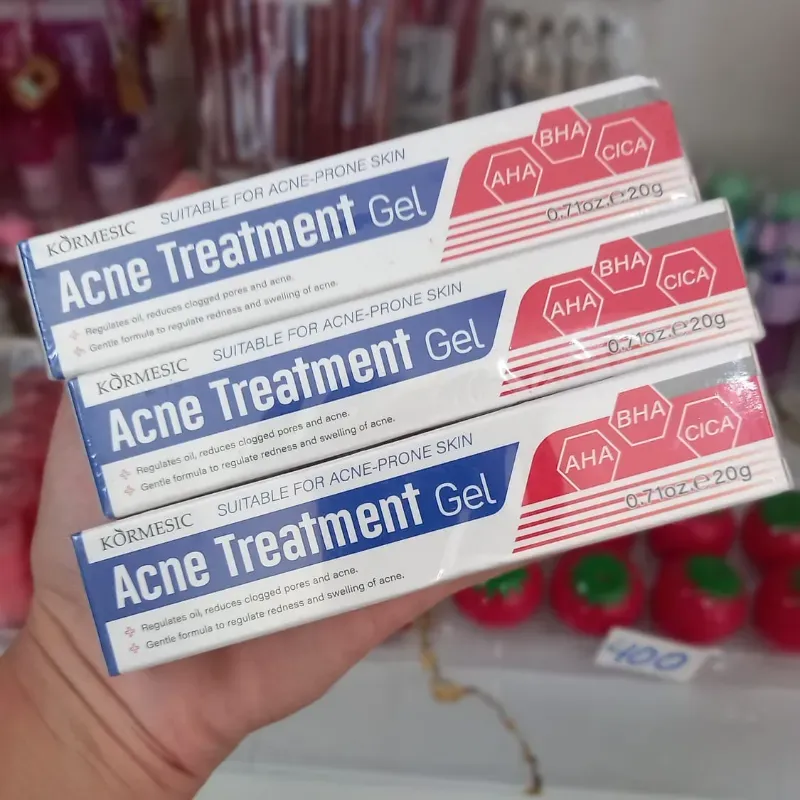 KÒRMESIC SUITABLE FOR ACNE-PRONE SKIN
Acne Treatment Gel
Regulates oil, reduces clogged pores and acne.
Gentle formula to regulate redness and swelling of acne.
AHA BHA CICA
0.71oz.℮20g
KÒRMESIC SUITABLE FOR ACNE-PRONE SKIN
Acne Treatment Gel
Regulates oil, reduces clogged pores and acne.
Gentle formula to regulate redness and swelling of acne.
AHA BHA CICA
0.71oz.℮20g
KÒRMESIC SUITABLE FOR ACNE-PRONE SKIN
Acne Treatment Gel
Regulates oil, reduces clogged pores and acne.
Gentle formula to regulate redness and swelling of acne.
AHA BHA CICA
0.71oz.℮20g
400